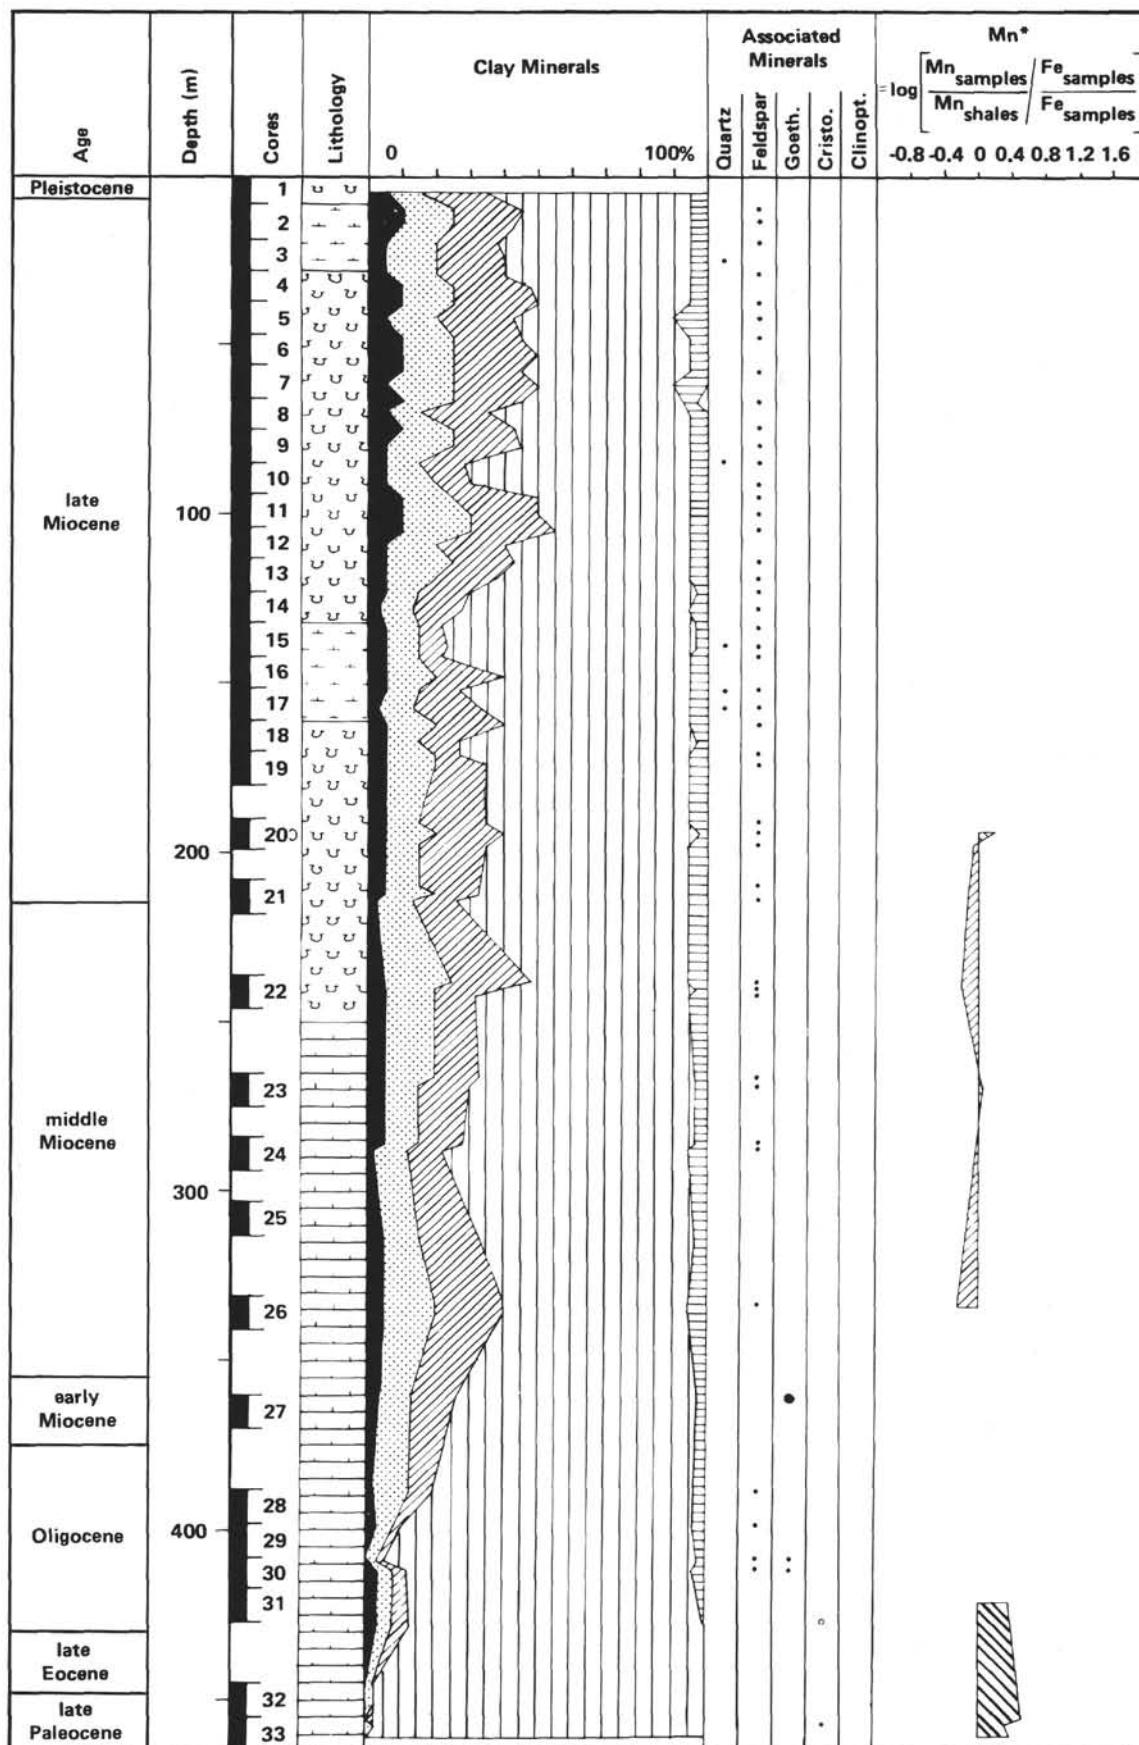 Age
Depth (m)
Cores
Lithology
Clay Minerals
0 100%
Associated
Minerals
Quartz
Feldspar
Goeth.
Cristo.
Clinopt.
Mn*
= log [ Mn samples / Fe samples ]
Mn shales / Fe samples
-0.8 -0.4 0 0.4 0.8 1.2 1.6
Pleistocene
late
Miocene
middle
Miocene
early
Miocene
Oligocene
late
Eocene
late
Paleocene
100
200
300
400
1
2
3
4
5
6
7
8
9
10
11
12
13
14
15
16
17
18
19
20
21
22
23
24
25
26
27
28
29
30
31
32
33